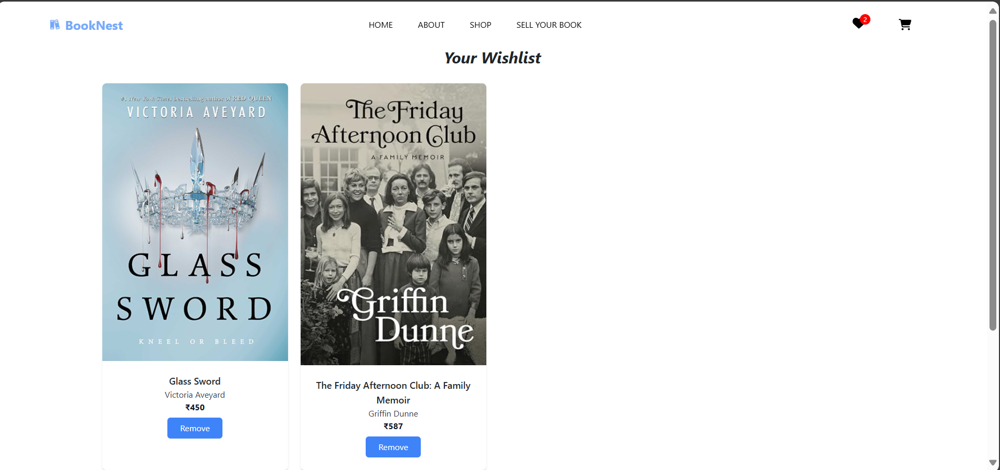 BookNest
HOME ABOUT SHOP SELL YOUR BOOK
2
Your Wishlist
#1 New York Times bestselling author of RED QUEEN
VICTORIA AVEYARD
GLASS
SWORD
KNEEL OR BLEED
Glass Sword
Victoria Aveyard
₹450
Remove
The Friday
Afternoon Club
A FAMILY MEMOIR
Griffin
Dunne
The Friday Afternoon Club: A Family
Memoir
Griffin Dunne
₹587
Remove